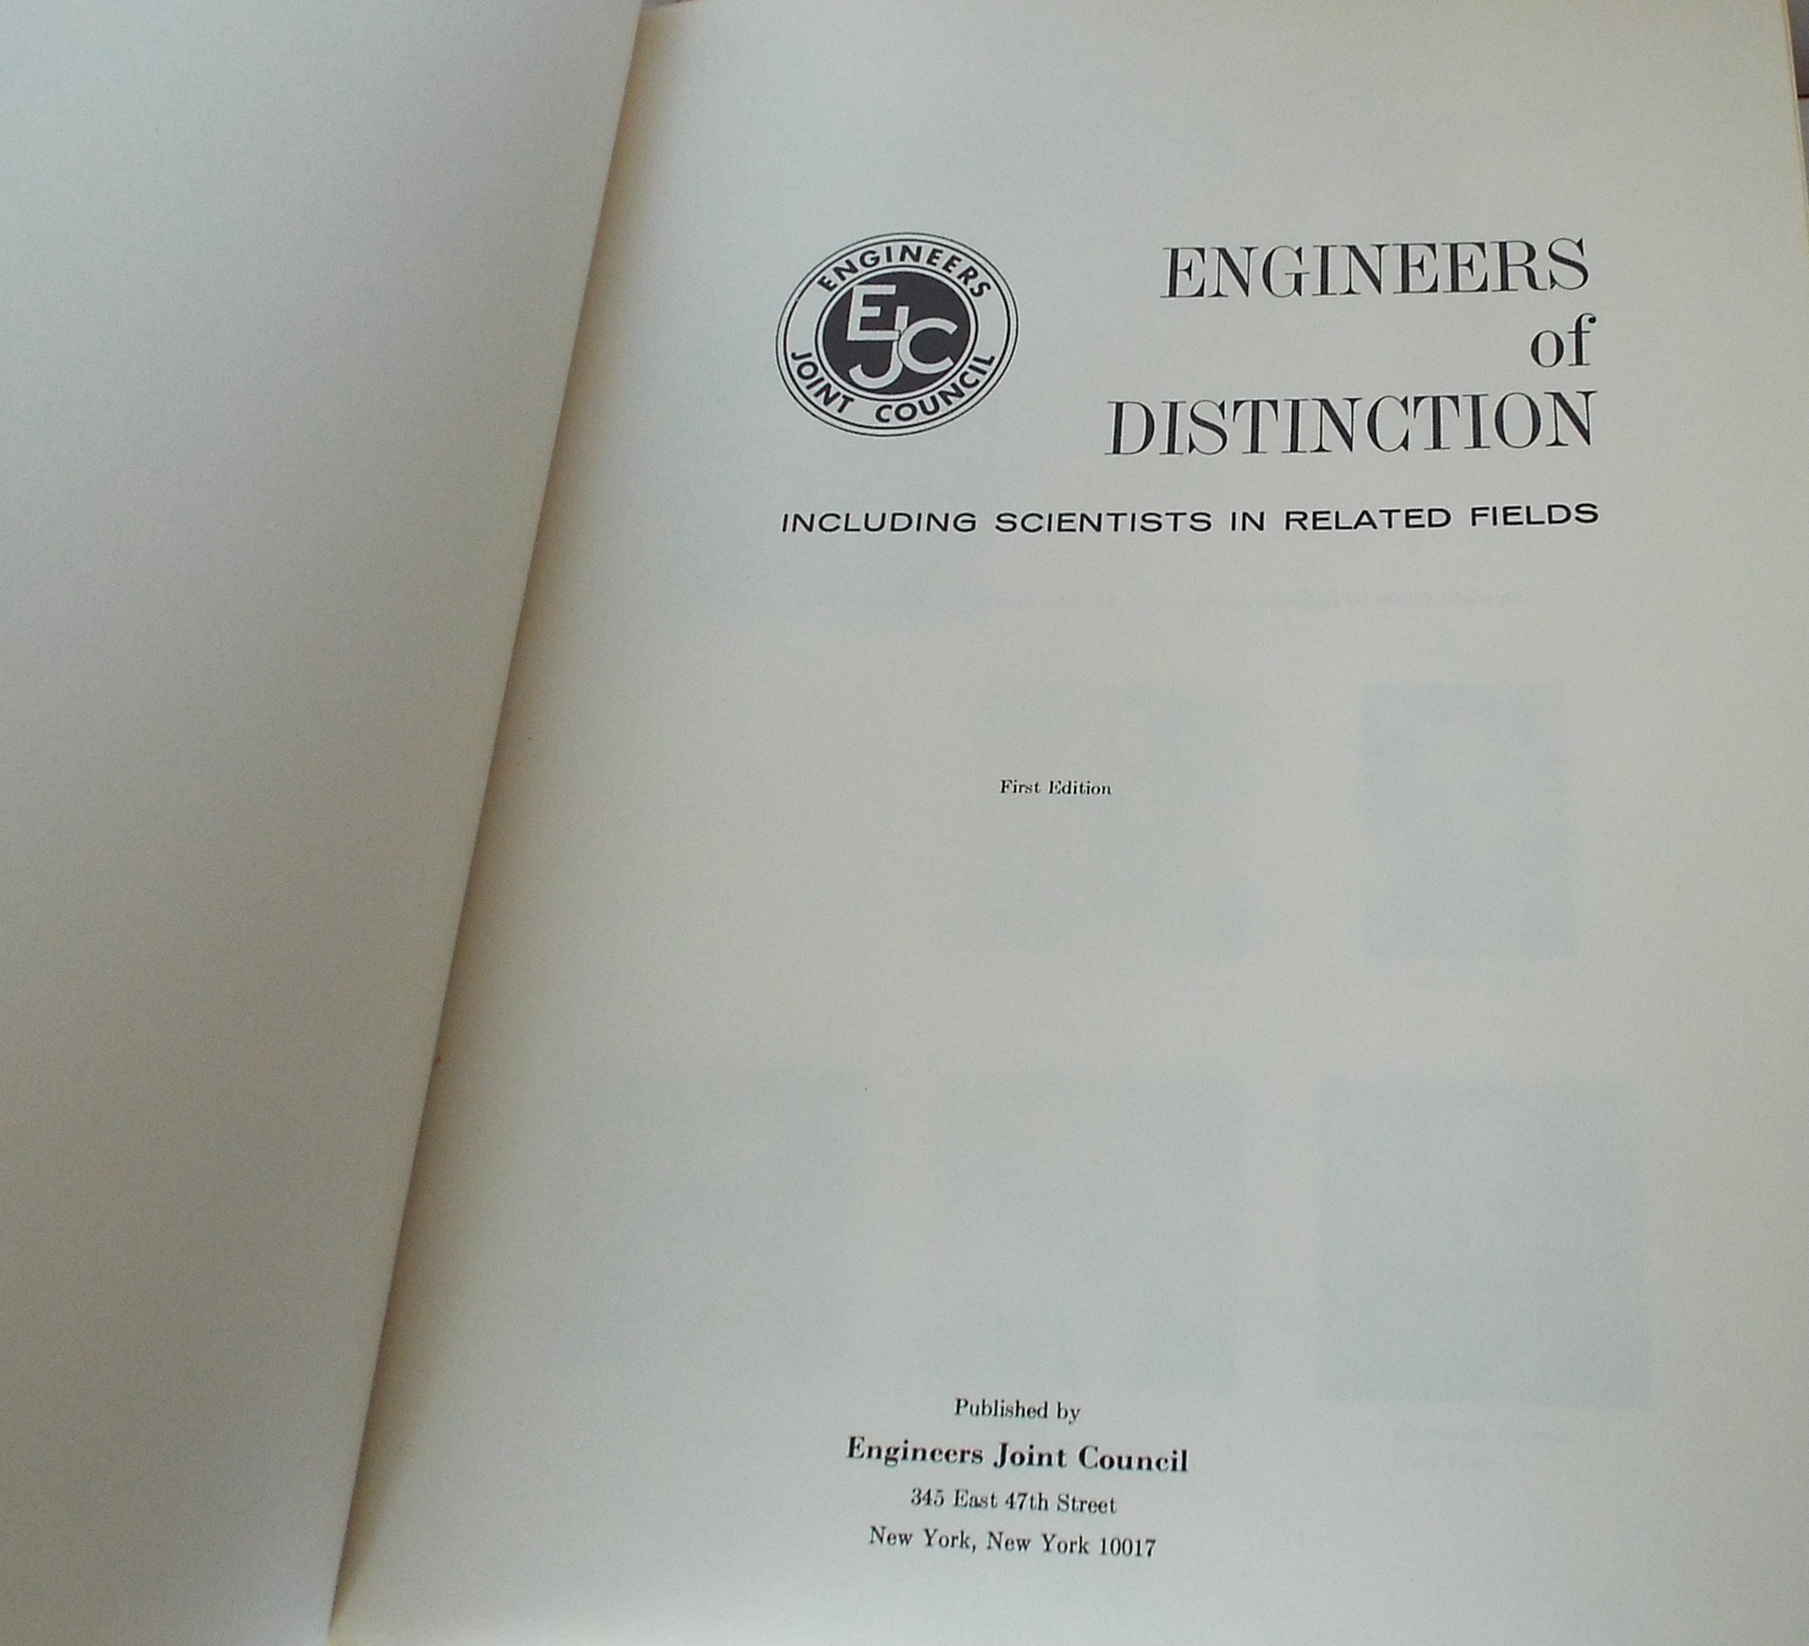 ENGINEERS
EJC
JOINT COUNCIL
ENGINEERS
of
DISTINCTION
INCLUDING SCIENTISTS IN RELATED FIELDS
First Edition
Published by
Engineers Joint Council
345 East 47th Street
New York, New York 10017